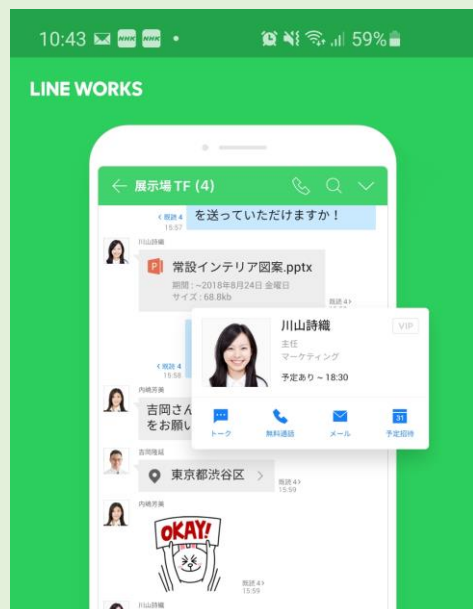 10:43 NHK NHK 59%
LINE WORKS
展示場TF (4)
を送っていただけますか！
既読 4
15:57
川山詩織
常設インテリア図案.pptx
期間 : ~2018年8月24日 金曜日
サイズ : 68.8kb
既読 4
川山詩織
VIP
主任
マーケティング
予定あり ~ 18:30
トーク
無料通話
メール
31
予定招待
既読 4
15:58
内嶋芳美
吉岡さん
をお願い
吉岡隆延
東京都渋谷区
既読 4
15:59
内嶋芳美
OKAY!
既読 4
15:59
川山詩織